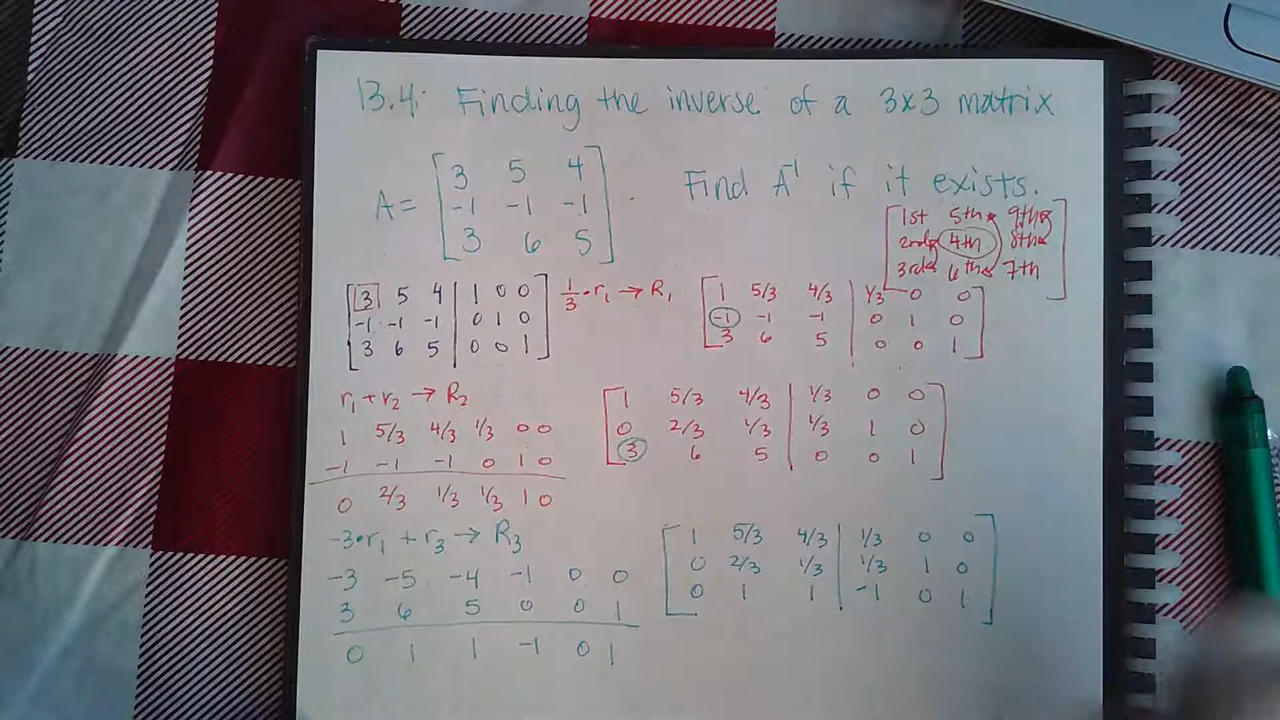 13.4: Finding the inverse of a 3x3 matrix
A = [3 5 4
-1 -1 -1
3 6 5].
Find A⁻¹ if it exists.
[1st 5th 9th
2nd 4th 8th
3rd 6th 7th]
[3 5 4 | 1 0 0
-1 -1 -1 | 0 1 0
3 6 5 | 0 0 1]
1/3 · r₁ → R₁
[1 5/3 4/3 | 1/3 0 0
-1 -1 -1 | 0 1 0
3 6 5 | 0 0 1]
r₁ + r₂ → R₂
1 5/3 4/3 1/3 0 0
-1 -1 -1 0 1 0
0 2/3 1/3 1/3 1 0
[1 5/3 4/3 | 1/3 0 0
0 2/3 1/3 | 1/3 1 0
3 6 5 | 0 0 1]
-3·r₁ + r₃ → R₃
-3 -5 -4 -1 0 0
3 6 5 0 0 1
0 1 1 -1 0 1
[1 5/3 4/3 | 1/3 0 0
0 2/3 1/3 | 1/3 1 0
0 1 1 | -1 0 1]